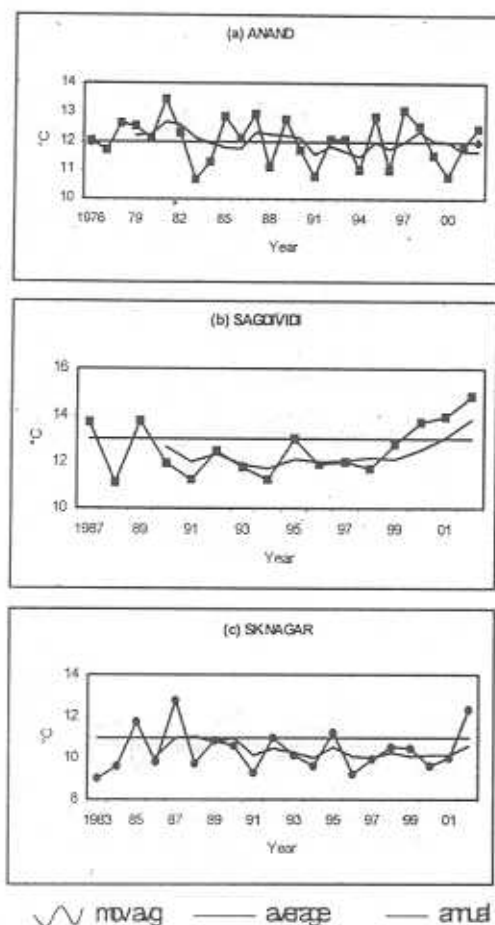 (a) ANAND
14
13
°C 12
11
10
1976 79 82 85 88 91 94 97 00
Year
(b) SAGDIVIDI
16
14
°C
12
10
1987 89 91 93 95 97 99 01
Year
(c) SKNAGAR
14
12
°C 10
8
1983 85 87 89 91 93 95 97 99 01
Year
mov avg average annual